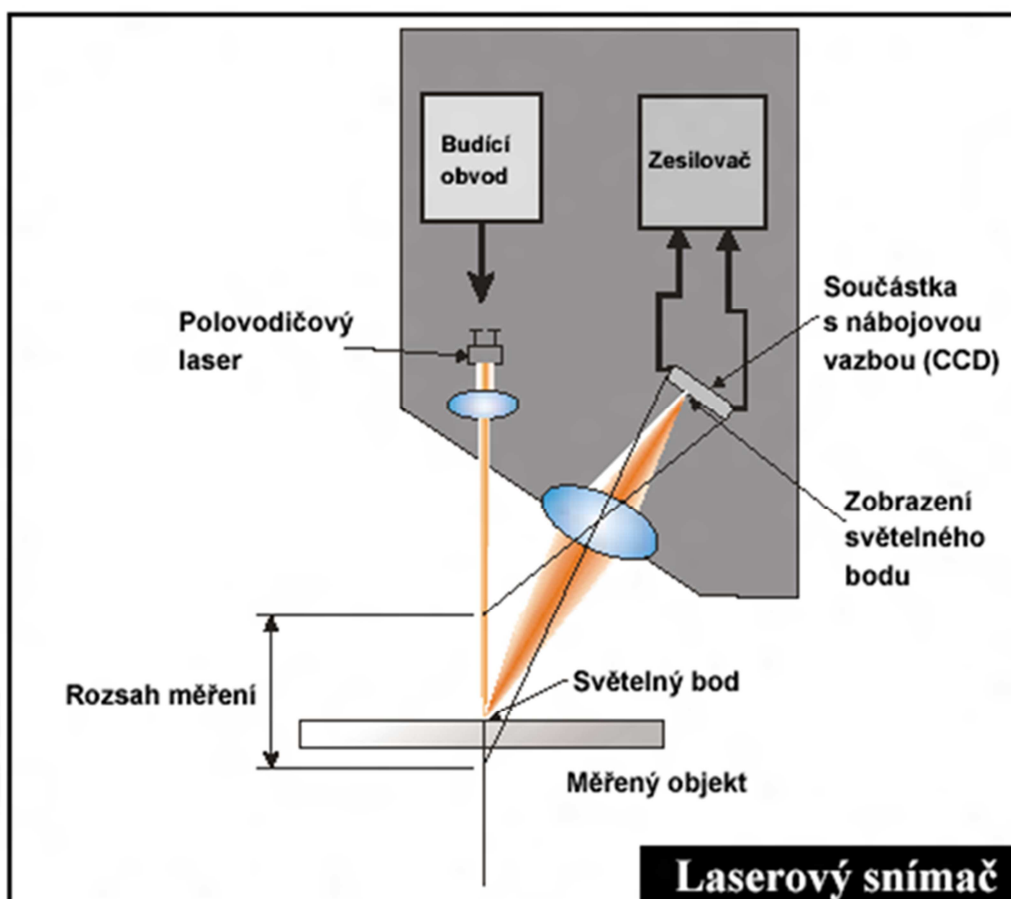 Budící
obvod
Zesilovač
Součástka
s nábojovou
vazbou (CCD)
Polovodičový
laser
Zobrazení
světelného
bodu
Rozsah měření
Světelný bod
Měřený objekt
Laserový snímač